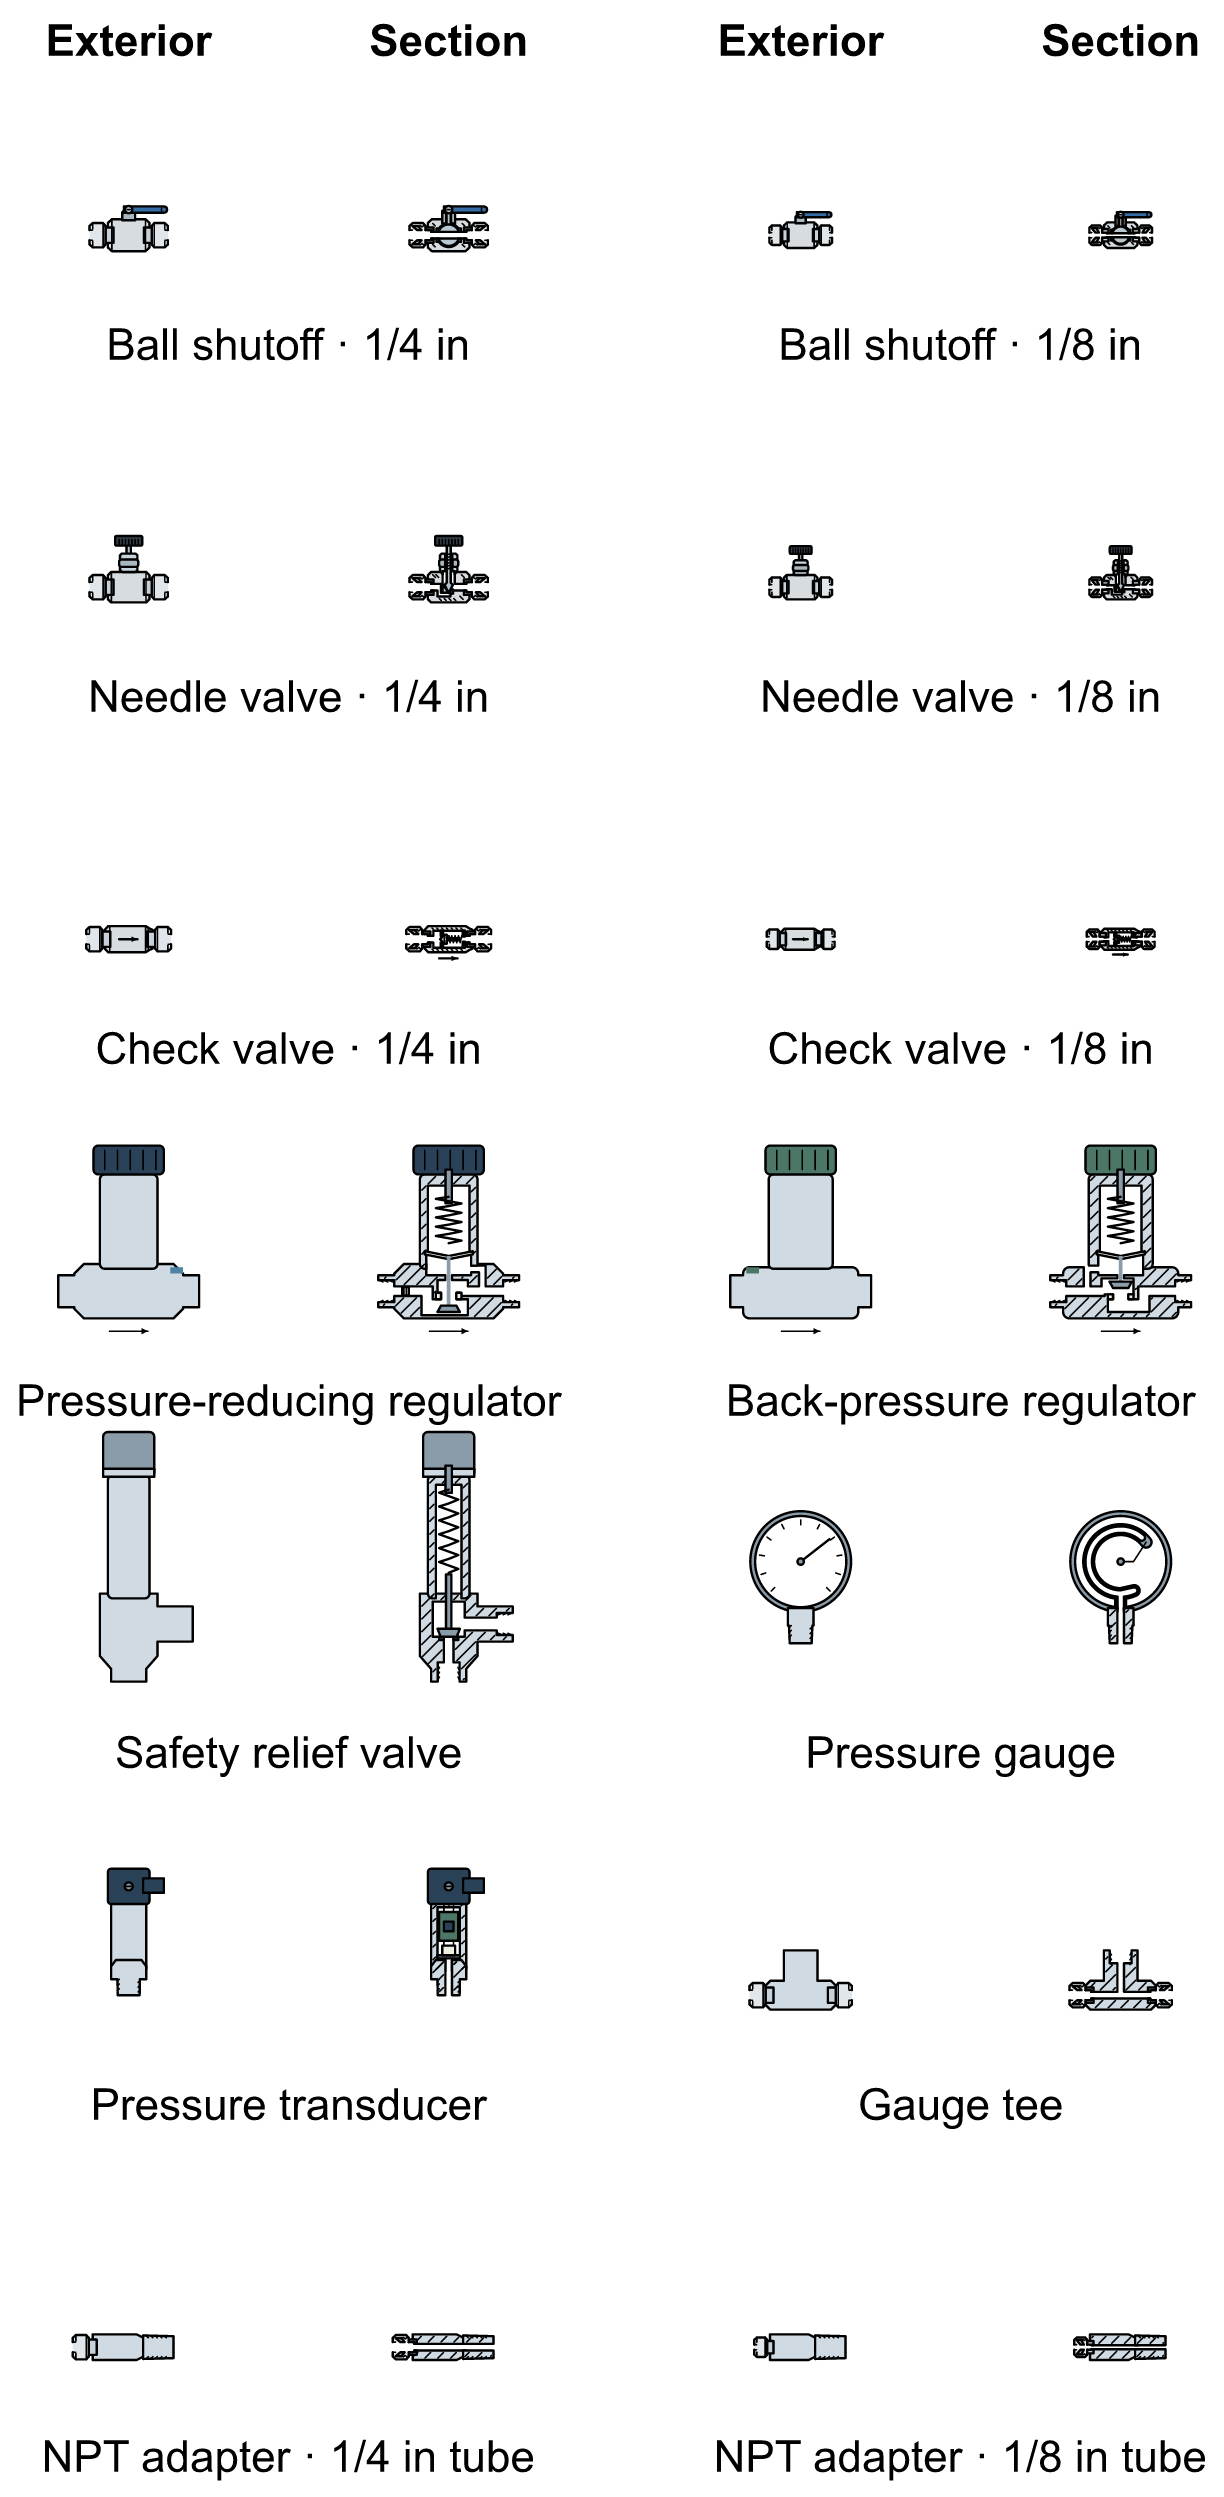 Exterior Section Exterior Section
Ball shutoff · 1/4 in Ball shutoff · 1/8 in
Needle valve · 1/4 in Needle valve · 1/8 in
Check valve · 1/4 in Check valve · 1/8 in
Pressure-reducing regulator Back-pressure regulator
Safety relief valve Pressure gauge
Pressure transducer Gauge tee
NPT adapter · 1/4 in tube NPT adapter · 1/8 in tube